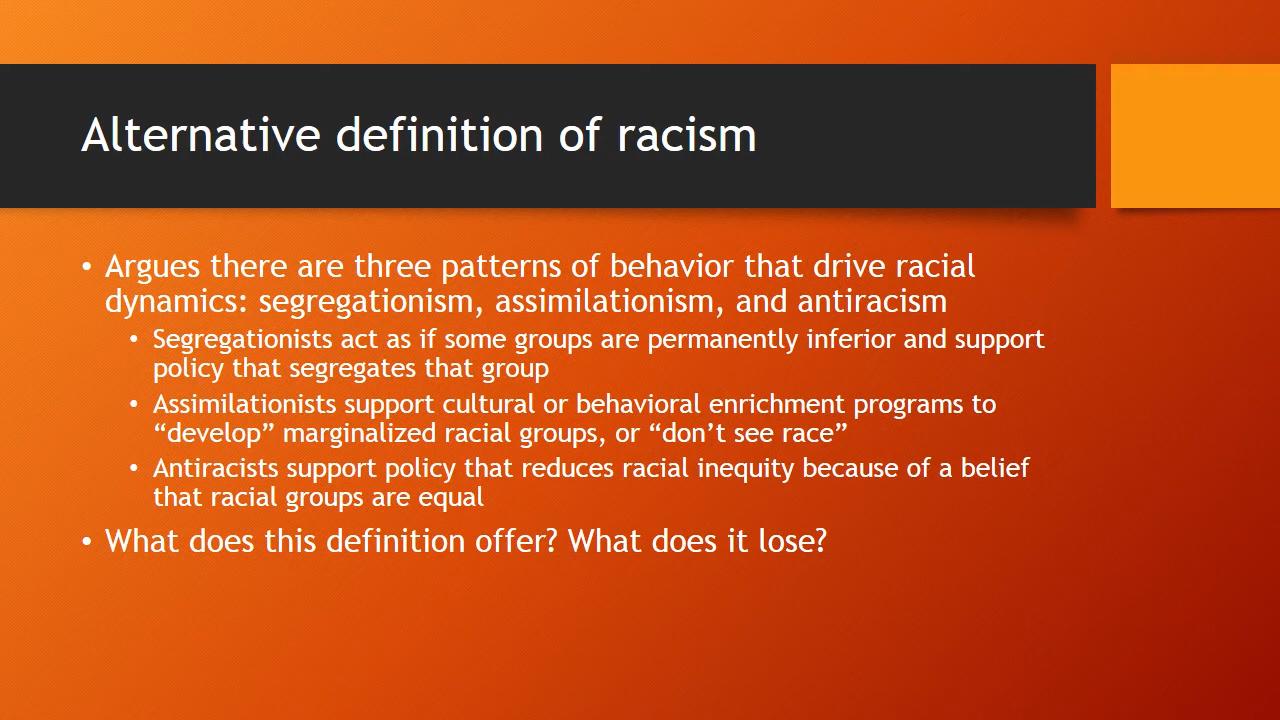 Alternative definition of racism
• Argues there are three patterns of behavior that drive racial
dynamics: segregationism, assimilationism, and antiracism
• Segregationists act as if some groups are permanently inferior and support
policy that segregates that group
• Assimilationists support cultural or behavioral enrichment programs to
“develop” marginalized racial groups, or “don’t see race”
• Antiracists support policy that reduces racial inequity because of a belief
that racial groups are equal
• What does this definition offer? What does it lose?